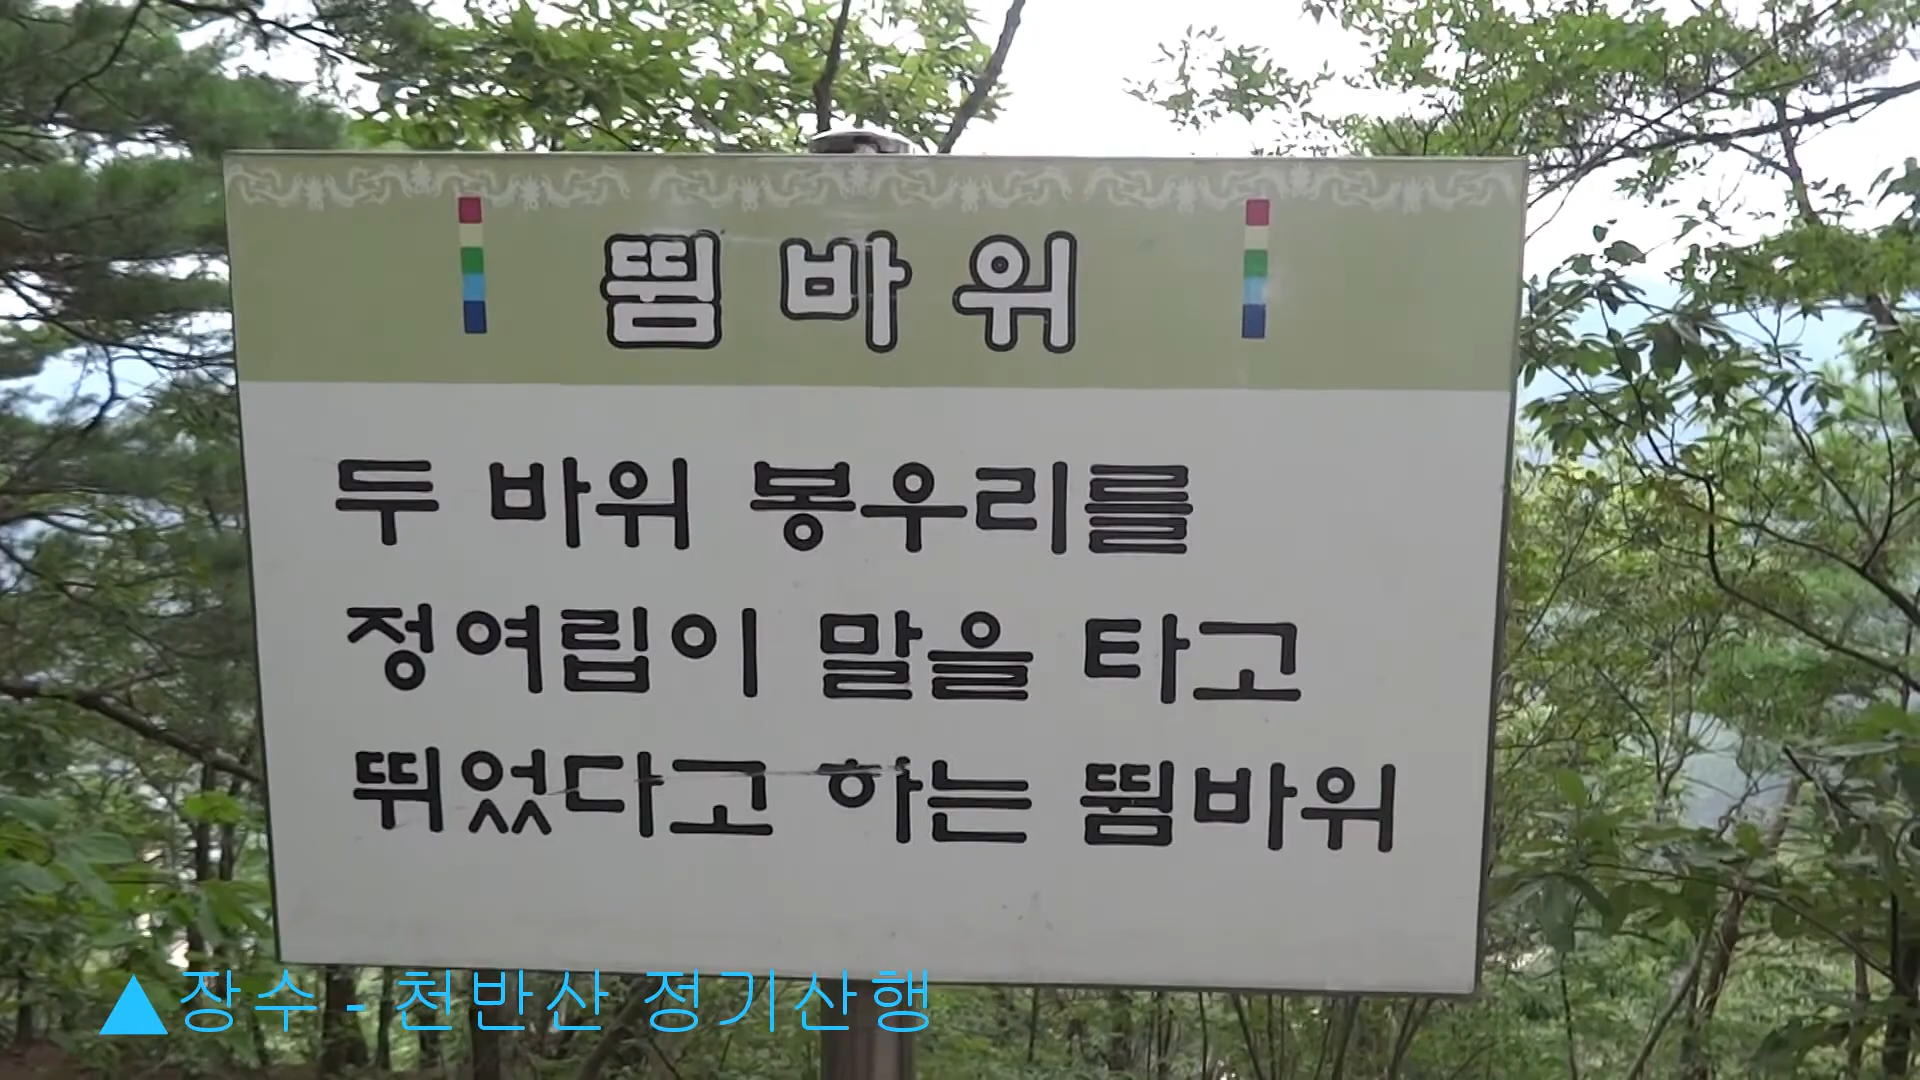 뜀바위
두 바위 봉우리를
정여립이 말을 타고
뛰었다고 하는 뜀바위
▲장수 - 천반산 정기산행